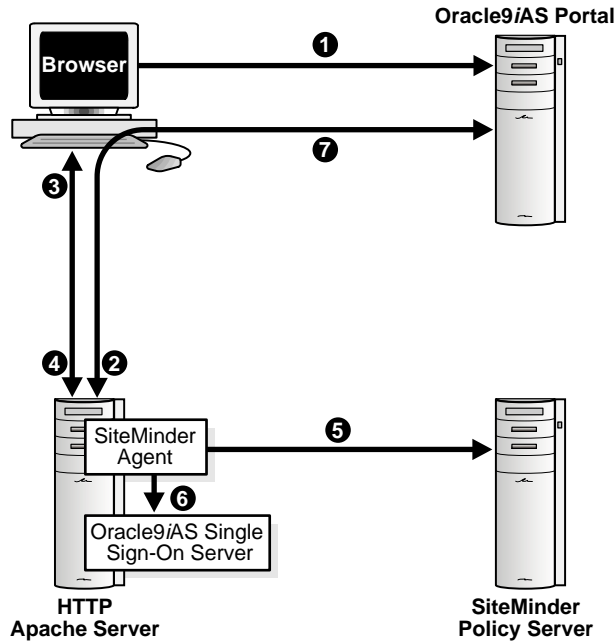 Oracle9iAS Portal
Browser
1
7
3
4
2
SiteMinder
Agent
5
6
Oracle9iAS Single
Sign-On Server
HTTP
Apache Server
SiteMinder
Policy Server